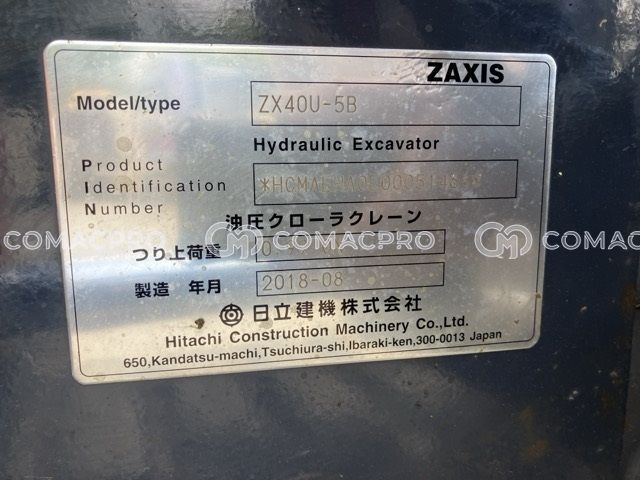 ZAXIS
Model/type ZX40U-5B
Hydraulic Excavator
Product
Identification
Number
油圧クローラクレーン
つり上荷重
製造 年月 2018-08
日立建機株式会社
Hitachi Construction Machinery Co.,Ltd.
650,Kandatsu-machi,Tsuchiura-shi,Ibaraki-ken,300-0013 Japan
COMACPRO COMACPRO COMACPRO